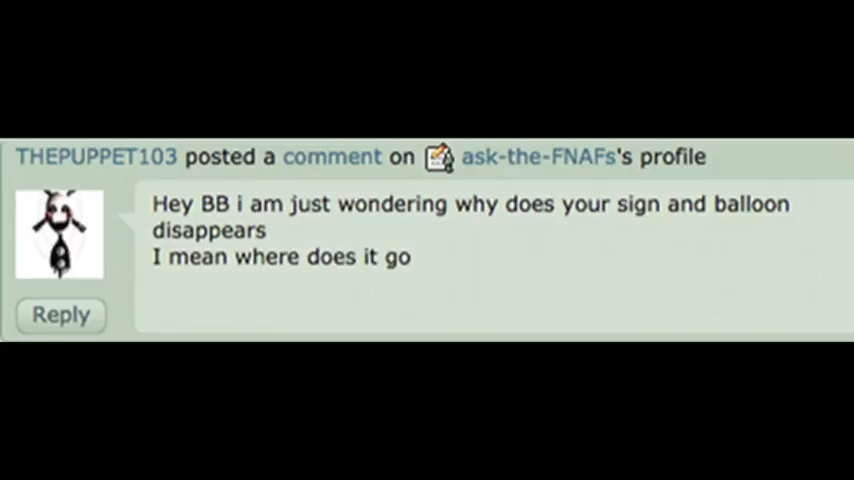 THEPUPPET103 posted a comment on ask-the-FNAFs's profile
Hey BB i am just wondering why does your sign and balloon
disappears
I mean where does it go
Reply